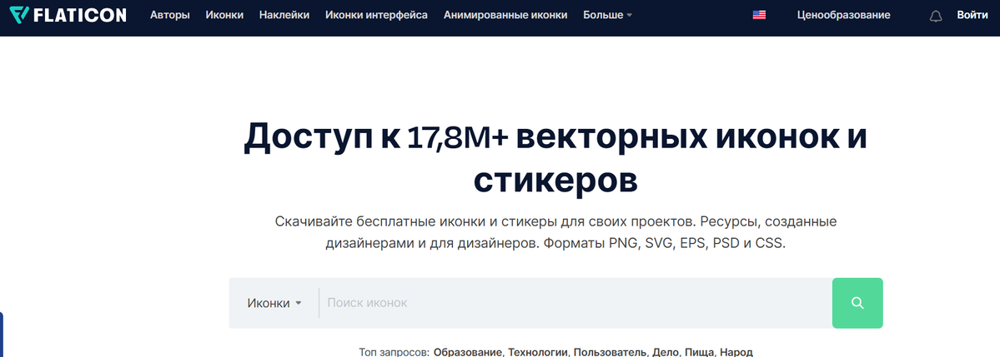 FLATICON Авторы Иконки Наклейки Иконки интерфейса Анимированные иконки Больше Ценообразование Войти
Доступ к 17,8M+ векторных иконок и
стикеров
Скачивайте бесплатные иконки и стикеры для своих проектов. Ресурсы, созданные
дизайнерами и для дизайнеров. Форматы PNG, SVG, EPS, PSD и CSS.
Иконки Поиск иконок
Топ запросов: Образование, Технологии, Пользователь, Дело, Пища, Народ